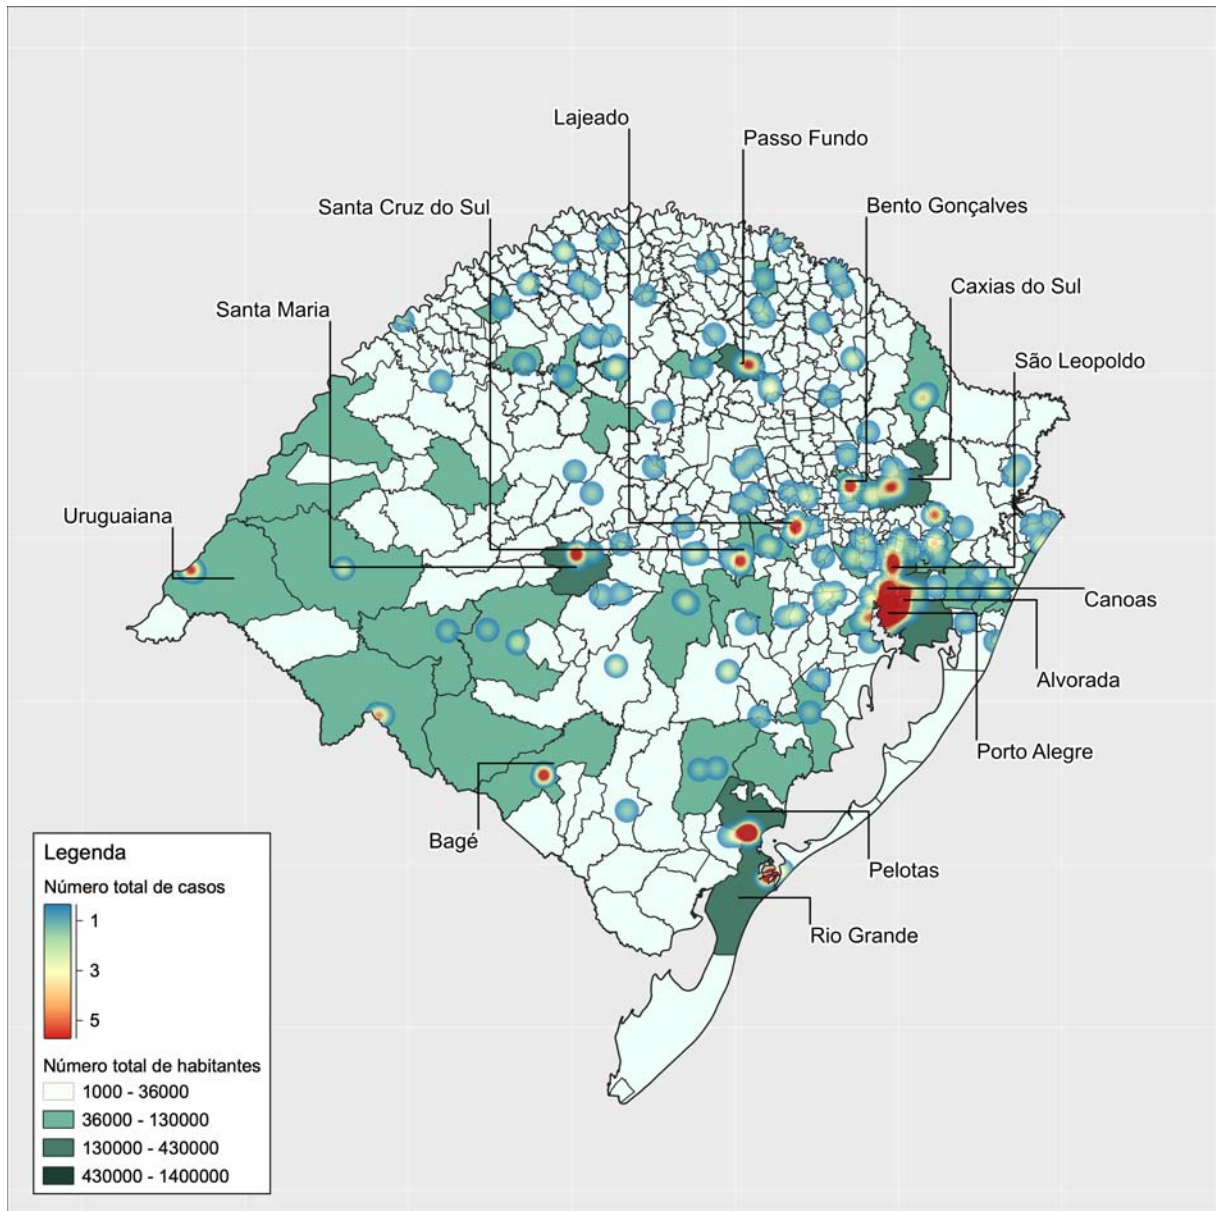 Lajeado
Passo Fundo
Santa Cruz do Sul
Bento Gonçalves
Caxias do Sul
Santa Maria
São Leopoldo
Uruguaiana
Canoas
Alvorada
Porto Alegre
Bagé
Pelotas
Rio Grande
Legenda
Número total de casos
1
3
5
Número total de habitantes
1000 - 36000
36000 - 130000
130000 - 430000
430000 - 1400000